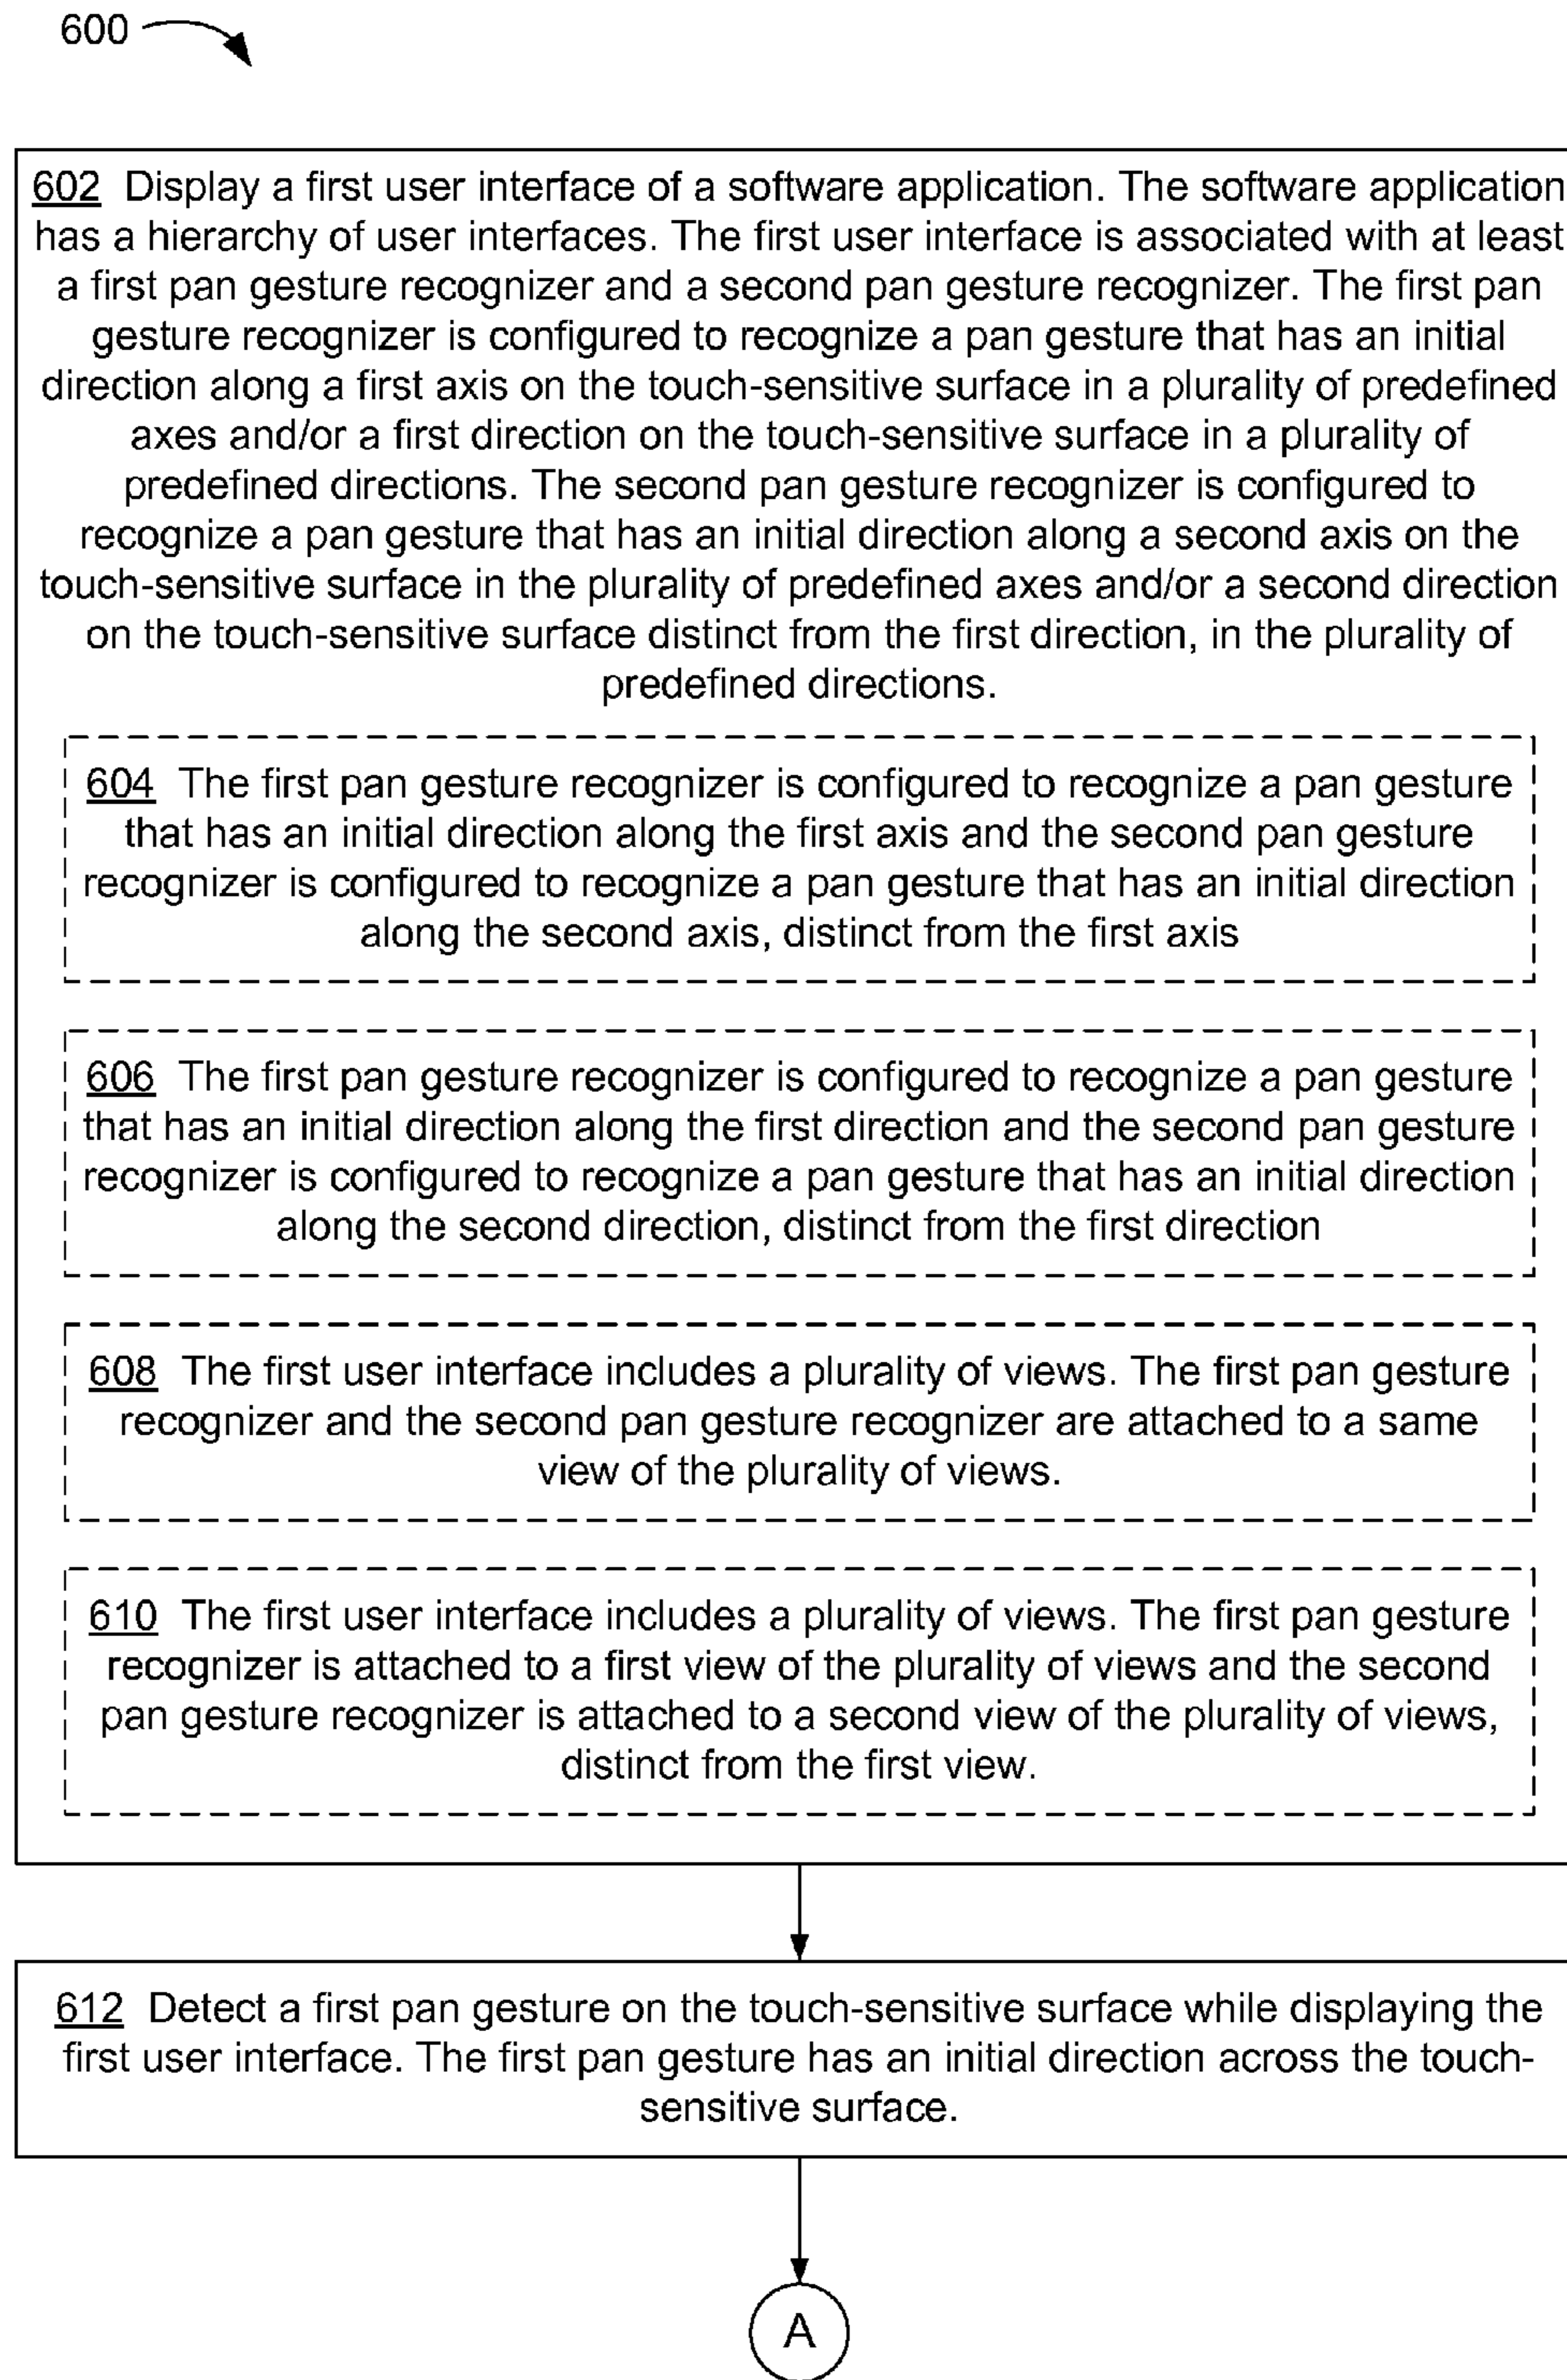 600
602 Display a first user interface of a software application. The software application
has a hierarchy of user interfaces. The first user interface is associated with at least
a first pan gesture recognizer and a second pan gesture recognizer. The first pan
gesture recognizer is configured to recognize a pan gesture that has an initial
direction along a first axis on the touch-sensitive surface in a plurality of predefined
axes and/or a first direction on the touch-sensitive surface in a plurality of
predefined directions. The second pan gesture recognizer is configured to
recognize a pan gesture that has an initial direction along a second axis on the
touch-sensitive surface in the plurality of predefined axes and/or a second direction
on the touch-sensitive surface distinct from the first direction, in the plurality of
predefined directions.
604 The first pan gesture recognizer is configured to recognize a pan gesture
that has an initial direction along the first axis and the second pan gesture
recognizer is configured to recognize a pan gesture that has an initial direction
along the second axis, distinct from the first axis
606 The first pan gesture recognizer is configured to recognize a pan gesture
that has an initial direction along the first direction and the second pan gesture
recognizer is configured to recognize a pan gesture that has an initial direction
along the second direction, distinct from the first direction
608 The first user interface includes a plurality of views. The first pan gesture
recognizer and the second pan gesture recognizer are attached to a same
view of the plurality of views.
610 The first user interface includes a plurality of views. The first pan gesture
recognizer is attached to a first view of the plurality of views and the second
pan gesture recognizer is attached to a second view of the plurality of views,
distinct from the first view.
612 Detect a first pan gesture on the touch-sensitive surface while displaying the
first user interface. The first pan gesture has an initial direction across the touch-
sensitive surface.
A